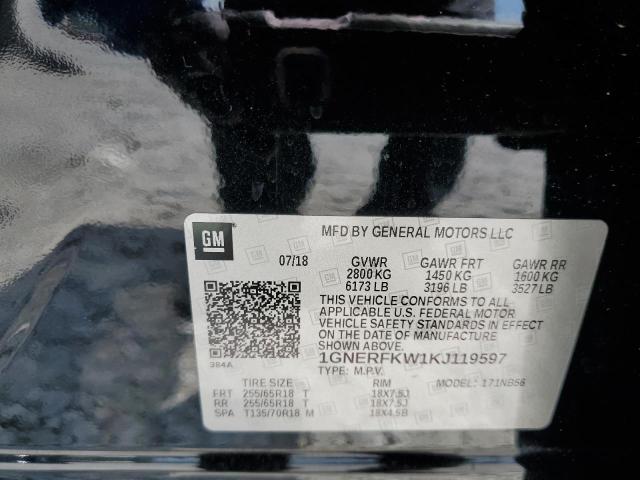 GM
MFD BY GENERAL MOTORS LLC
07/18 GVWR GAWR FRT GAWR RR
2800 KG 1450 KG 1600 KG
6173 LB 3196 LB 3527 LB
THIS VEHICLE CONFORMS TO ALL
APPLICABLE U.S. FEDERAL MOTOR
VEHICLE SAFETY STANDARDS IN EFFECT
ON THE DATE OF MANUFACTURE
SHOWN ABOVE.
1GNERFKW1KJ119597
384A
TYPE: M.P.V. MODEL: 171NB56
TIRE SIZE RIM
FRT 255/65R18 T 18X7.5J
RR 255/65R18 T 18X7.5J
SPA T135/70R18 M 18X4.5B